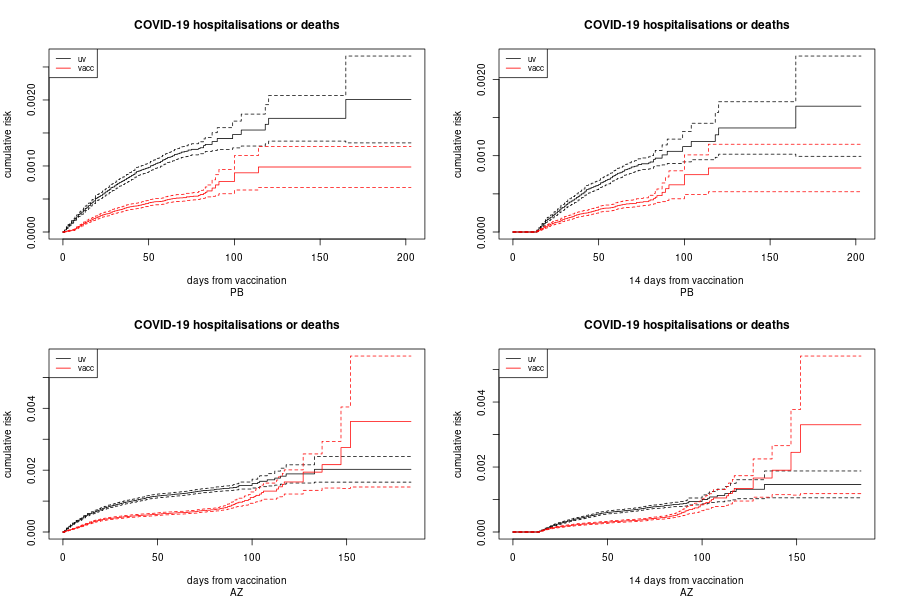 COVID-19 hospitalisations or deaths
uv
vacc
cumulative risk
0.0000 0.0010 0.0020
0 50 100 150 200
days from vaccination
PB
COVID-19 hospitalisations or deaths
uv
vacc
cumulative risk
0.0000 0.0010 0.0020
0 50 100 150 200
14 days from vaccination
PB
COVID-19 hospitalisations or deaths
uv
vacc
cumulative risk
0.000 0.002 0.004
0 50 100 150
days from vaccination
AZ
COVID-19 hospitalisations or deaths
uv
vacc
cumulative risk
0.000 0.002 0.004
0 50 100 150
14 days from vaccination
AZ